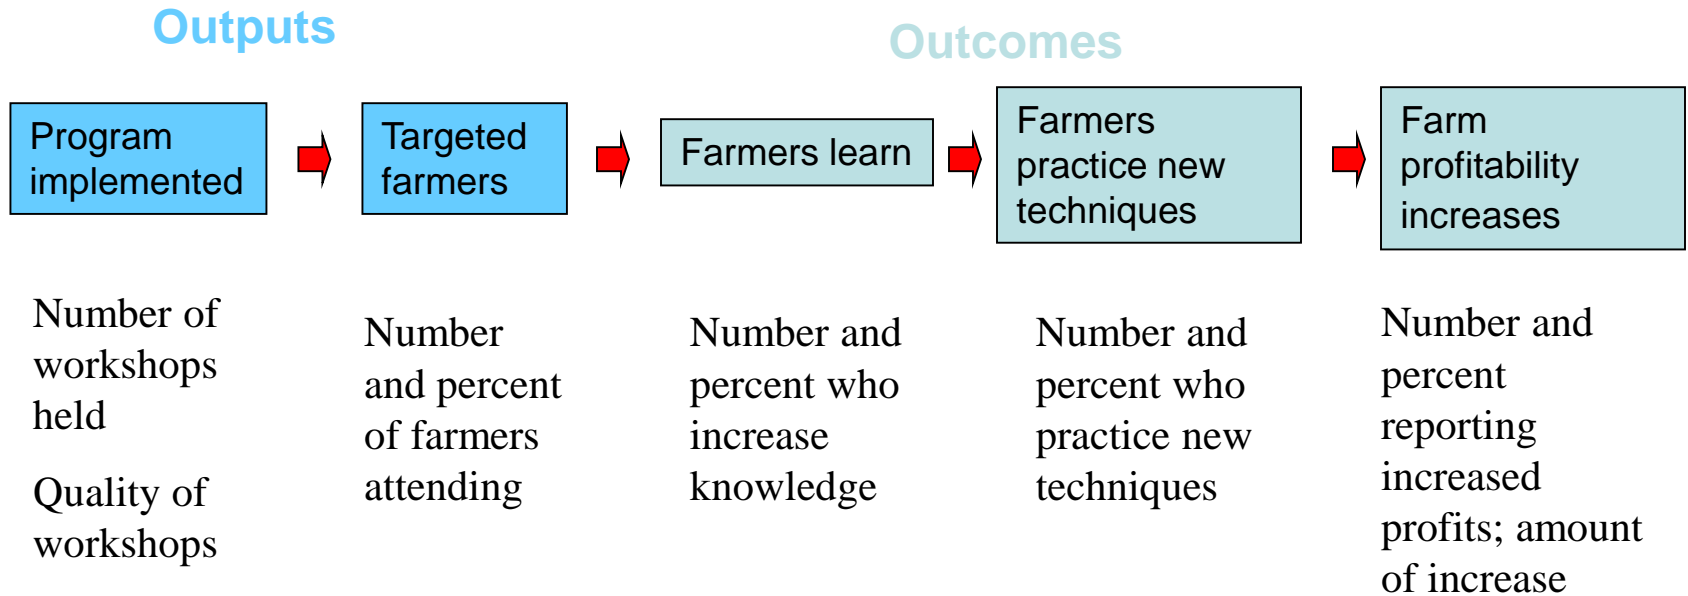 Outputs
Outcomes
Program
implemented
Targeted
farmers
Farmers learn
Farmers
practice new
techniques
Farm
profitability
increases
Number of
workshops
held
Quality of
workshops
Number
and percent
of farmers
attending
Number and
percent who
increase
knowledge
Number and
percent who
practice new
techniques
Number and
percent
reporting
increased
profits; amount
of increase